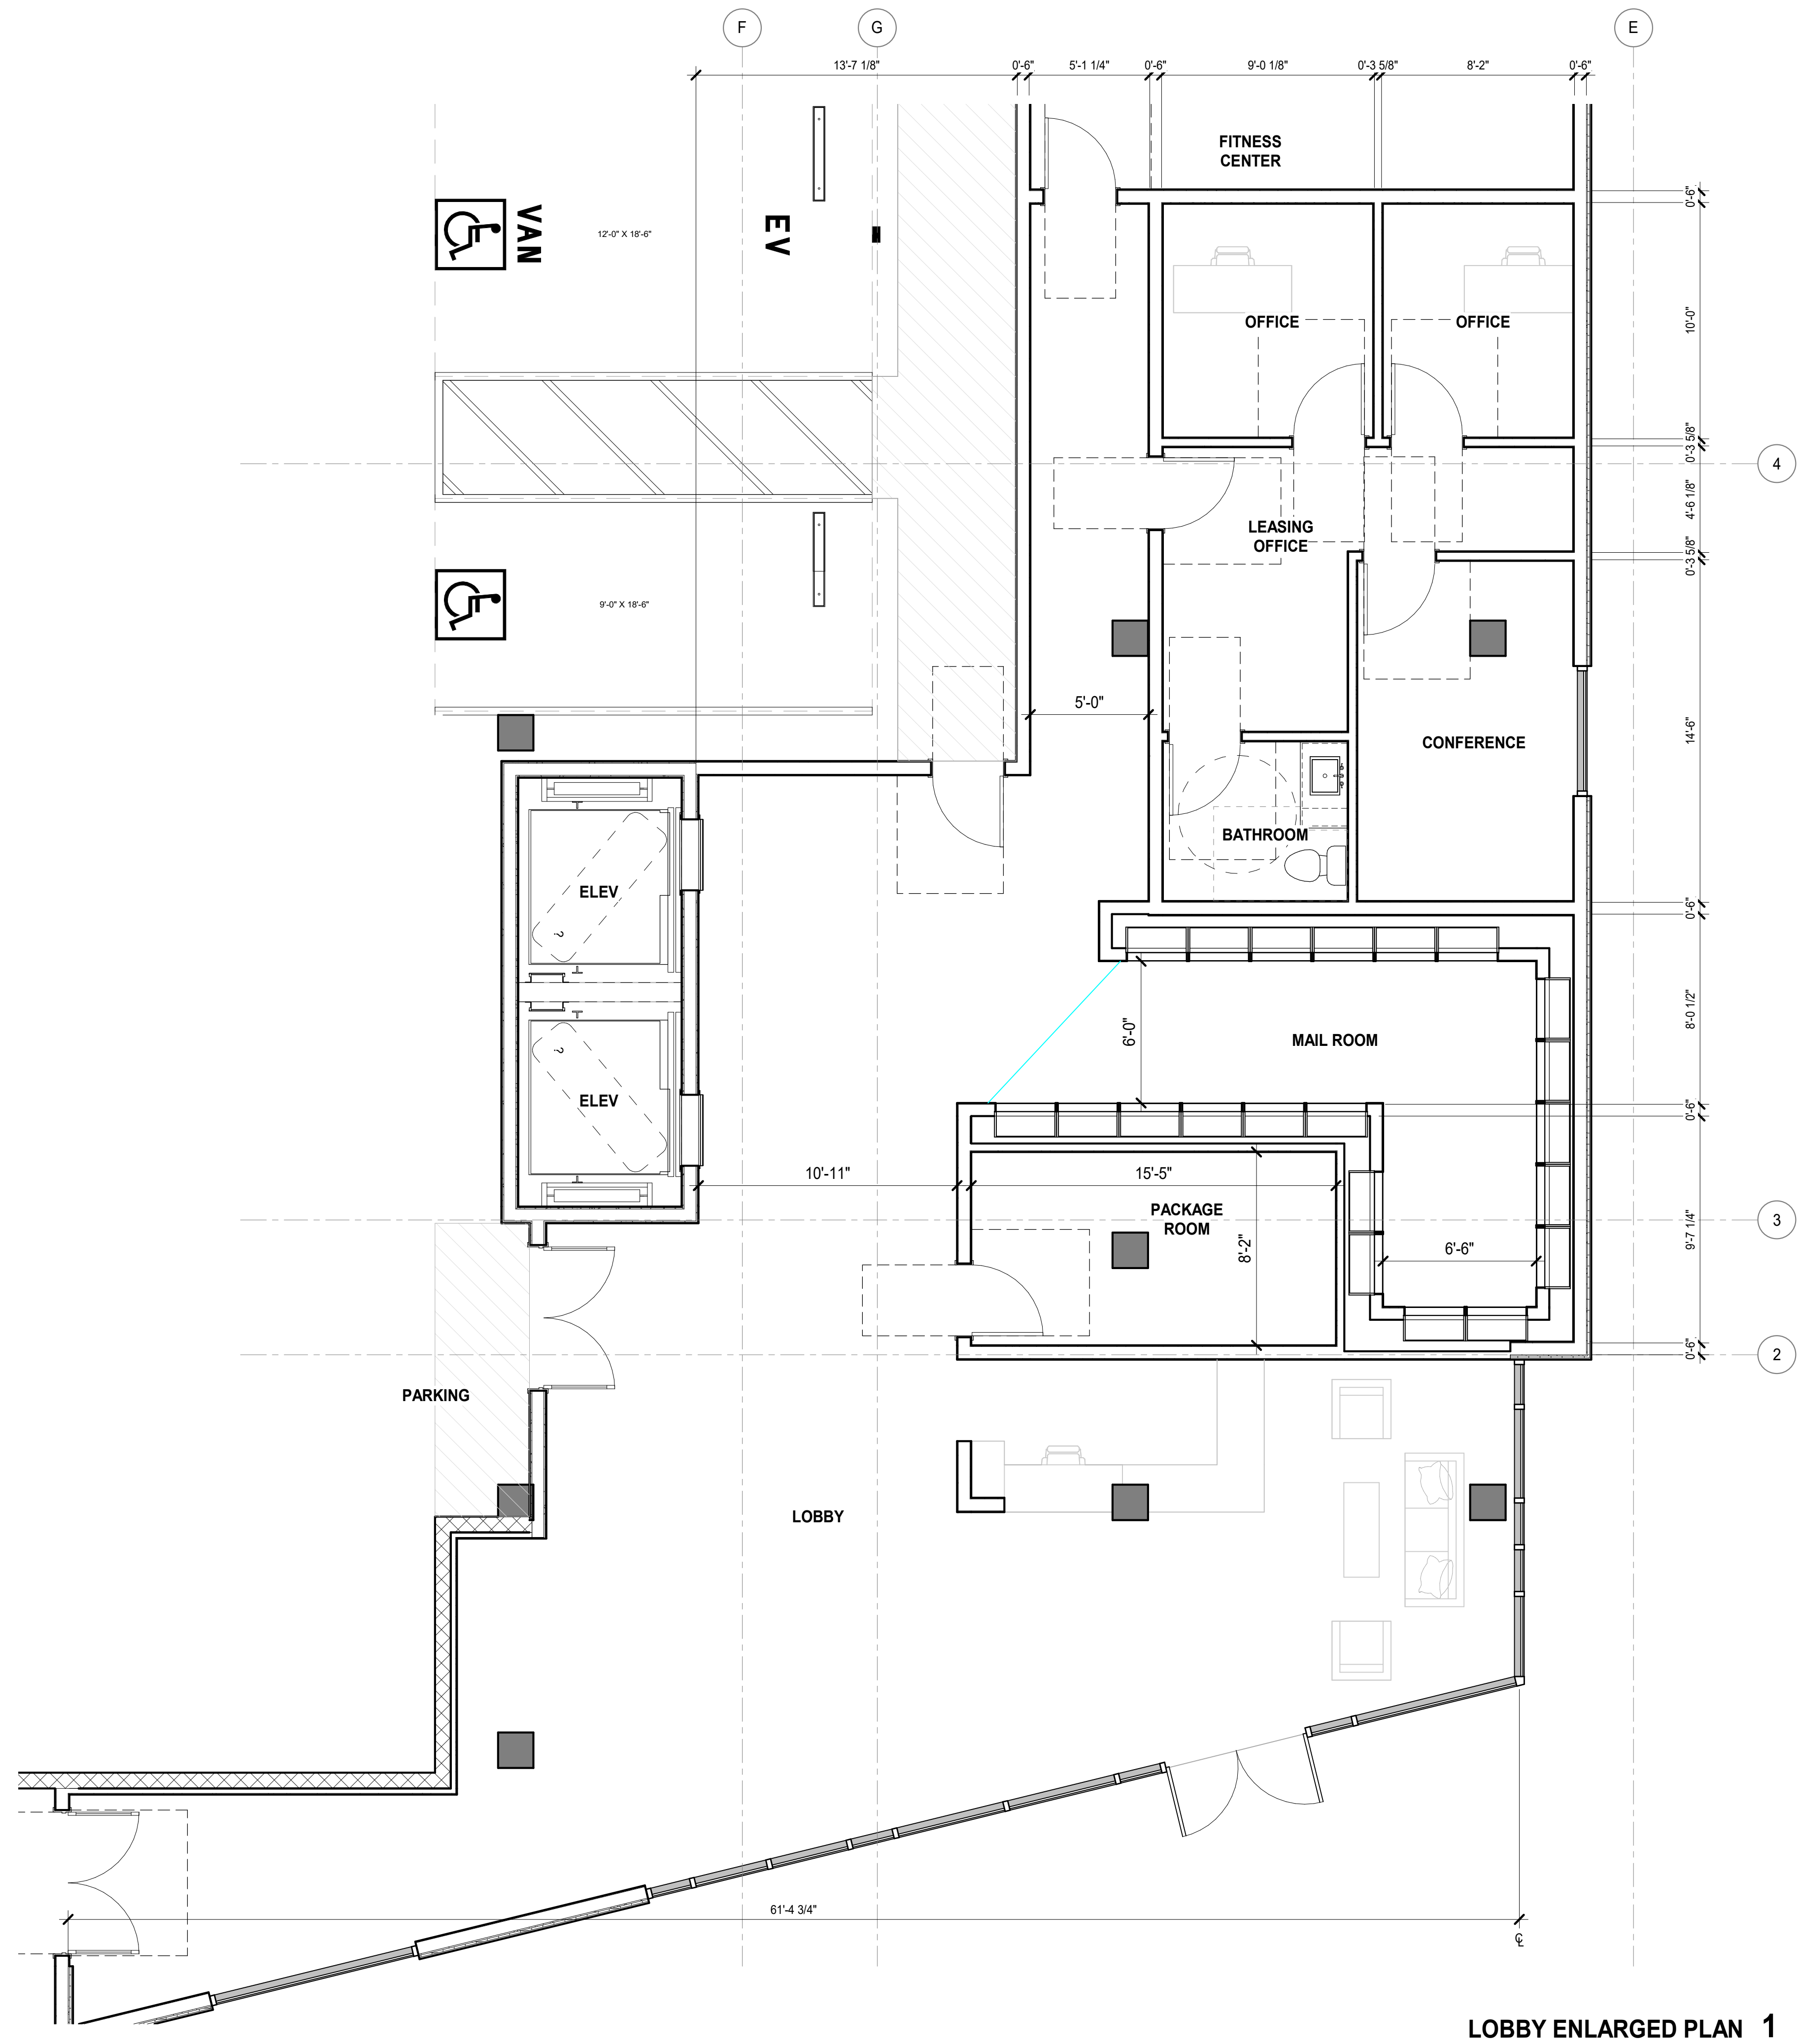 F
G
E
13'-7 1/8"
0'-6"
5'-1 1/4"
0'-6"
9'-0 1/8"
0'-3 5/8"
8'-2"
0'-6"
FITNESS
CENTER
0'-6"
VAN
12'-0" X 18'-6"
EV
OFFICE
OFFICE
10'-0"
0'-3 5/8"
4
4'-6 1/8"
LEASING
OFFICE
0'-3 5/8"
9'-0" X 18'-6"
5'-0"
14'-6"
CONFERENCE
BATHROOM
ELEV
?
0'-6"
8'-0 1/2"
6'-0"
MAIL ROOM
?
ELEV
0'-6"
10'-11"
15'-5"
PACKAGE
ROOM
3
9'-7 1/4"
8'-2"
6'-6"
0'-6"
2
PARKING
LOBBY
61'-4 3/4"
℄
LOBBY ENLARGED PLAN 1